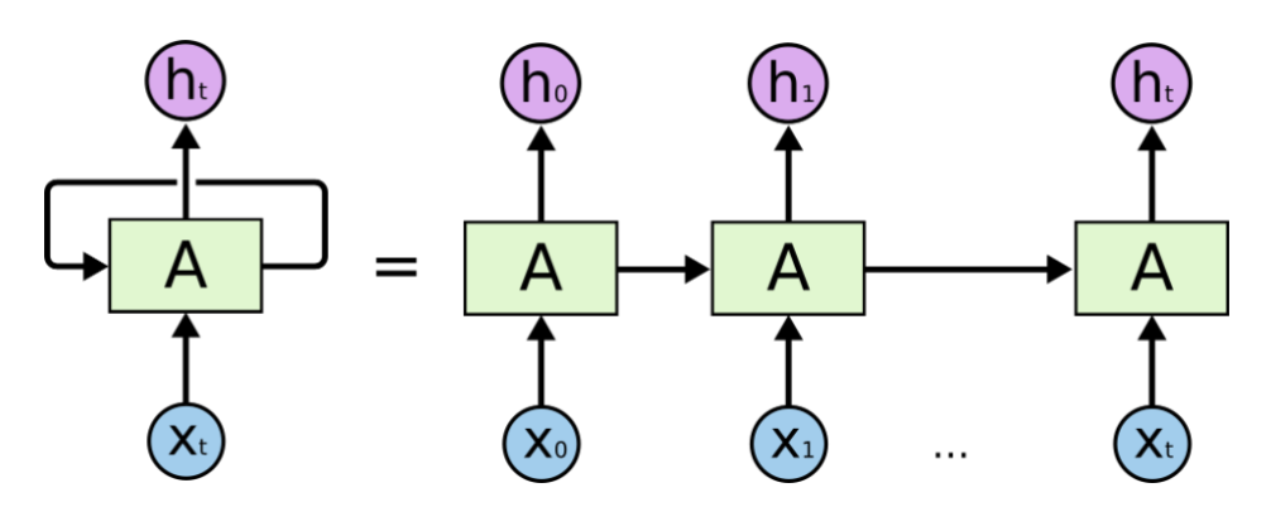 ht h0 h1 ht
A = A A A
xt x0 x1 ... xt